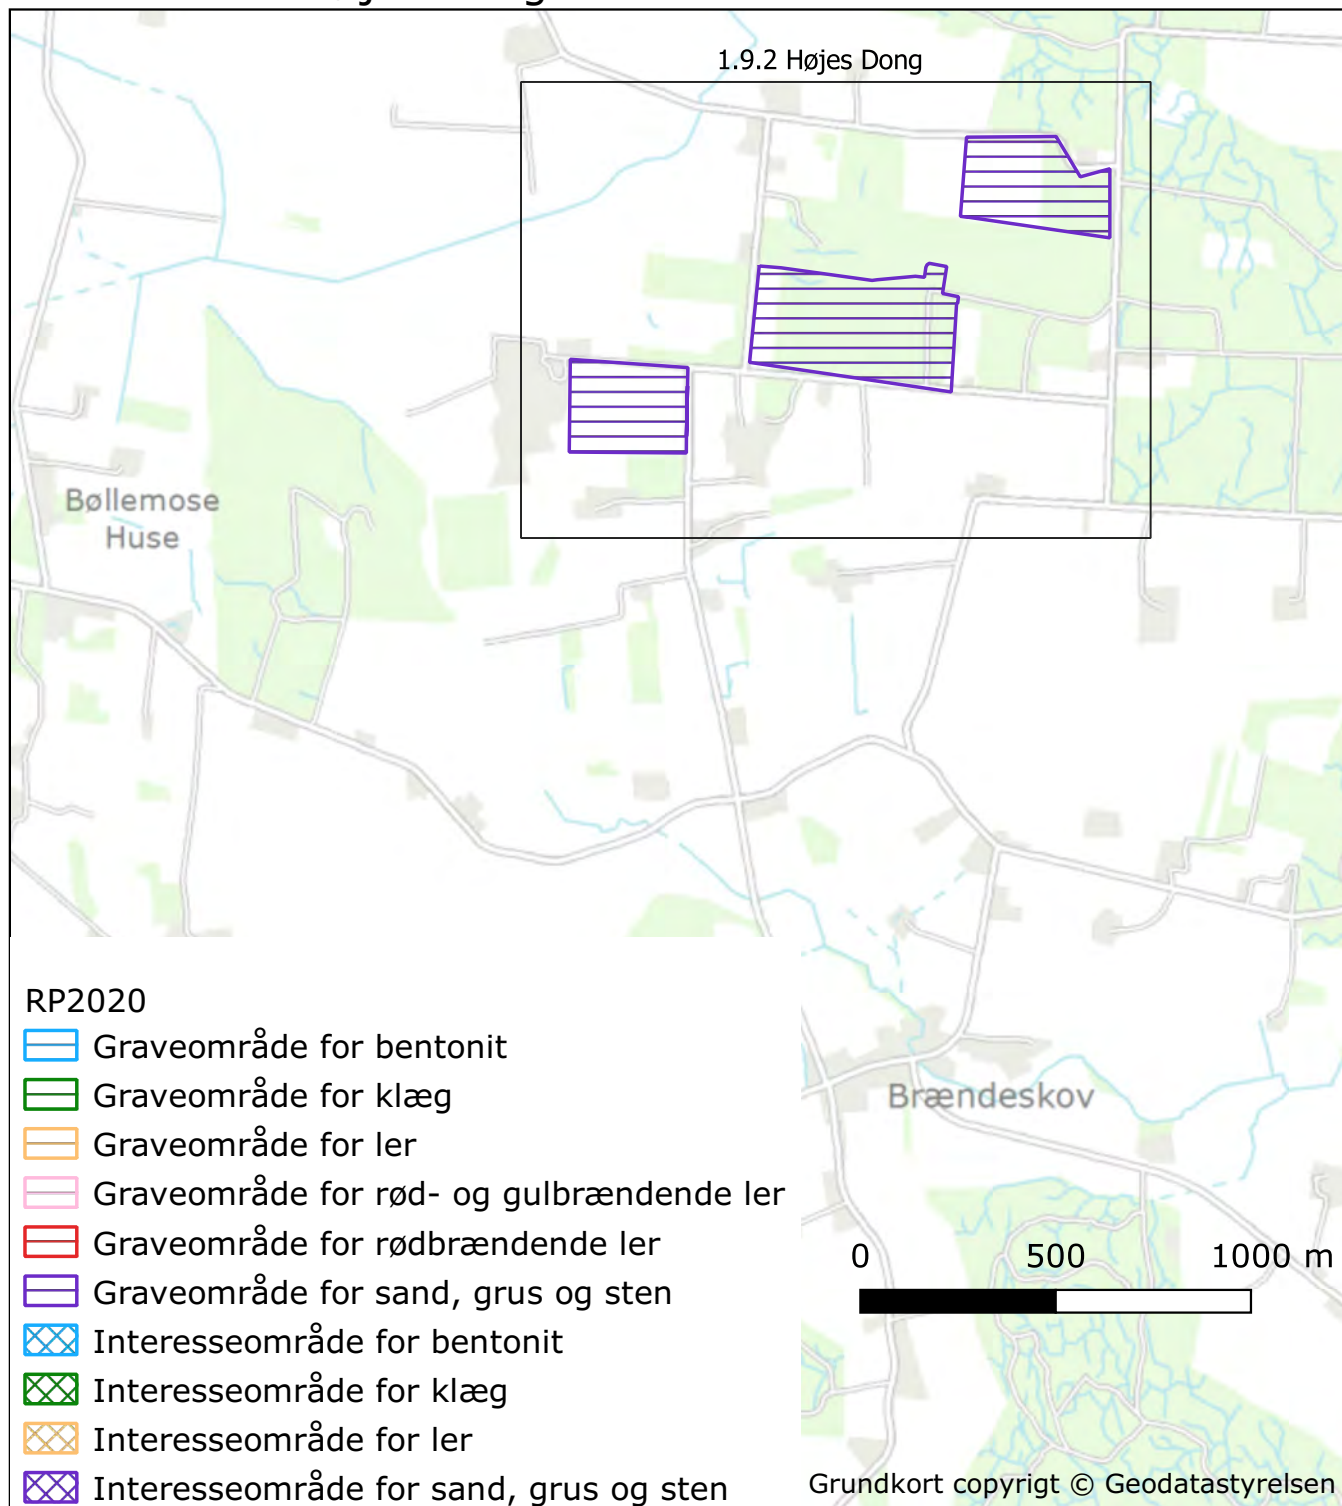 1.9.2 Højes Dong
Bøllemose
Huse
Brændeskov
RP2020
Graveområde for bentonit
Graveområde for klæg
Graveområde for ler
Graveområde for rød- og gulbrændende ler
Graveområde for rødbrændende ler
Graveområde for sand, grus og sten
Interesseområde for bentonit
Interesseområde for klæg
Interesseområde for ler
Interesseområde for sand, grus og sten
0 500 1000 m
Grundkort copyrigt © Geodatastyrelsen